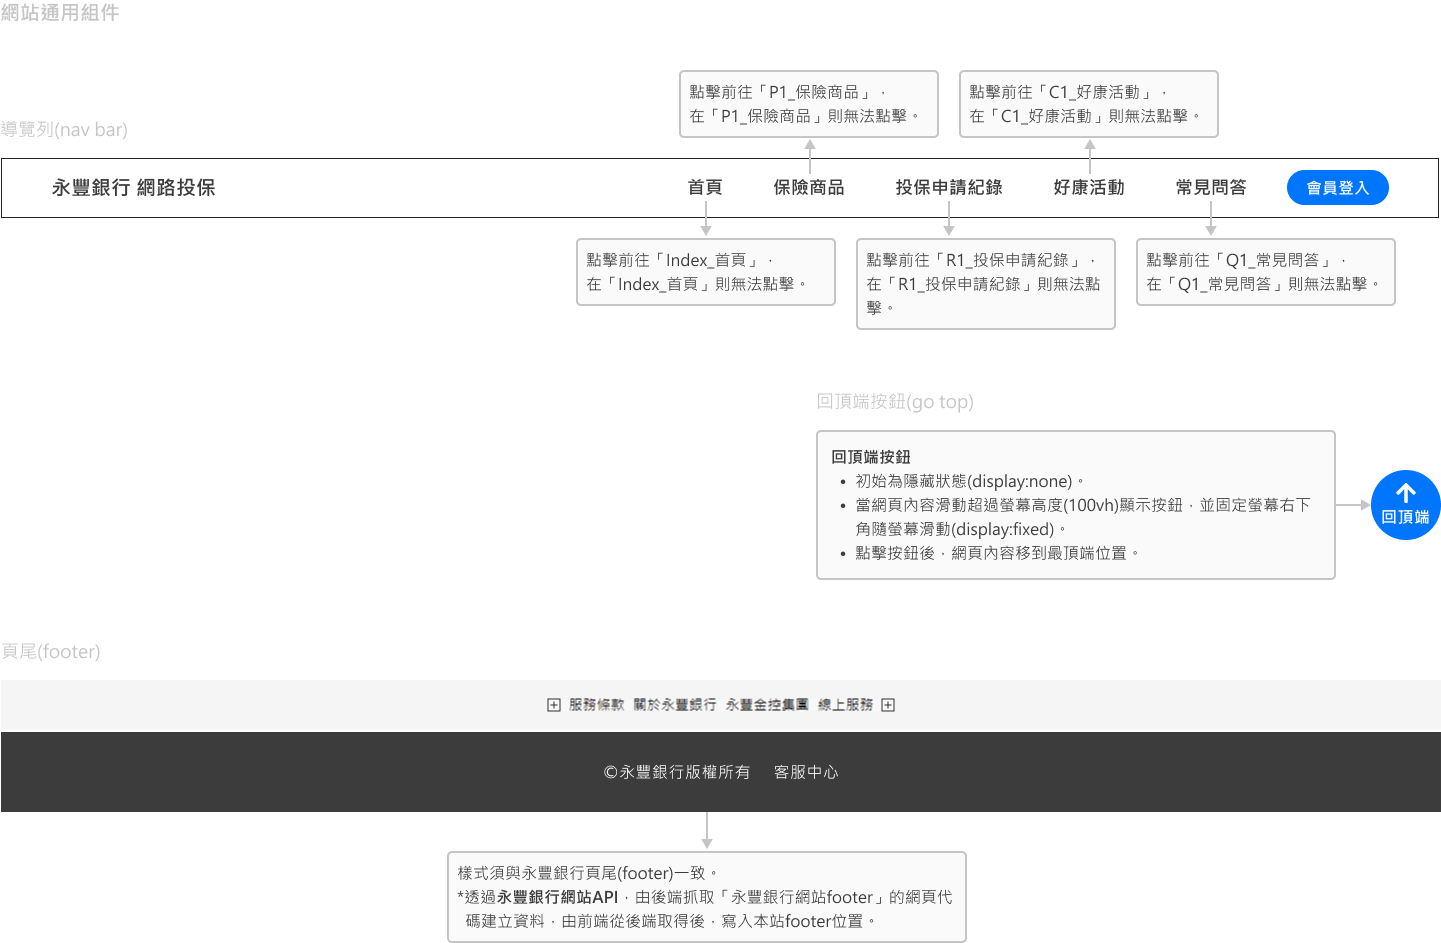 網站通用組件
點擊前往「P1_保險商品」，
在「P1_保險商品」則無法點擊。
點擊前往「C1_好康活動」，
在「C1_好康活動」則無法點擊。
導覽列(nav bar)
永豐銀行 網路投保
首頁
保險商品
投保申請紀錄
好康活動
常見問答
會員登入
點擊前往「Index_首頁」，
在「Index_首頁」則無法點擊。
點擊前往「R1_投保申請紀錄」，
在「R1_投保申請紀錄」則無法點
擊。
點擊前往「Q1_常見問答」，
在「Q1_常見問答」則無法點擊。
回頂端按鈕(go top)
回頂端按鈕
• 初始為隱藏狀態(display:none)。
• 當網頁內容滑動超過螢幕高度(100vh)顯示按鈕，並固定螢幕右下
角隨螢幕滑動(display:fixed)。
• 點擊按鈕後，網頁內容移到最頂端位置。
回頂端
頁尾(footer)
服務條款 關於永豐銀行 永豐金控集團 線上服務
©永豐銀行版權所有 客服中心
樣式須與永豐銀行頁尾(footer)一致。
*透過永豐銀行網站API，由後端抓取「永豐銀行網站footer」的網頁代
碼建立資料，由前端從後端取得後，寫入本站footer位置。